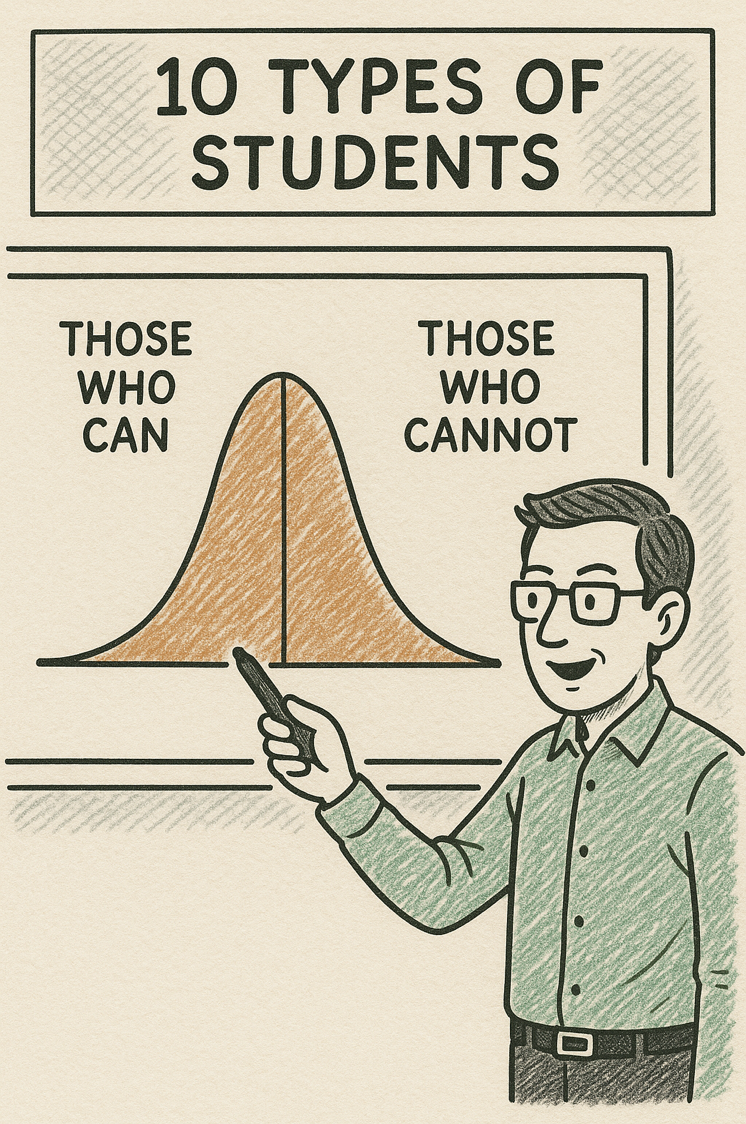 10 TYPES OF
STUDENTS
THOSE
WHO
CAN
THOSE
WHO
CANNOT